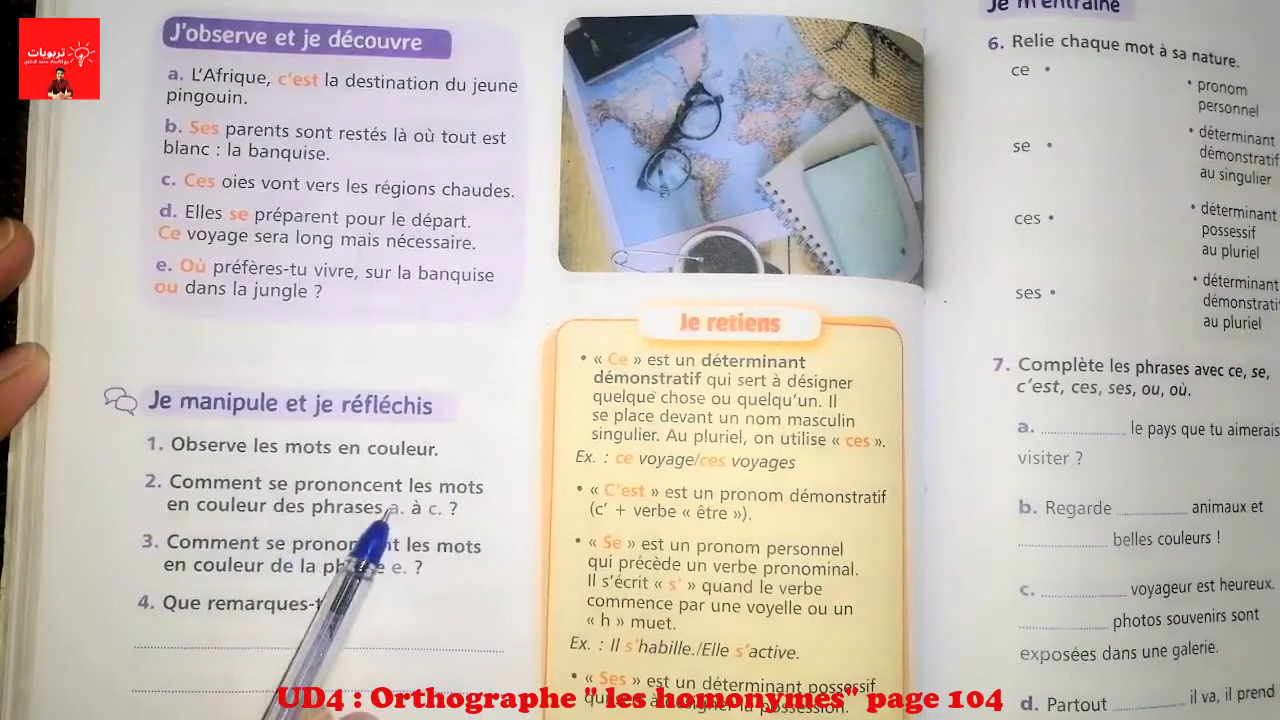 تربويات
J'observe et je découvre
a. L'Afrique, c'est la destination du jeune
pingouin.
b. Ses parents sont restés là où tout est
blanc : la banquise.
c. Ces oies vont vers les régions chaudes.
d. Elles se préparent pour le départ.
Ce voyage sera long mais nécessaire.
e. Où préfères-tu vivre, sur la banquise
ou dans la jungle ?
Je manipule et je réfléchis
1. Observe les mots en couleur.
2. Comment se prononcent les mots
en couleur des phrases a. à c. ?
3. Comment se pronon nt les mots
en couleur de la ph e e. ?
4. Que remarques-t
Je retiens
• « Ce » est un déterminant
démonstratif qui sert à désigner
quelque chose ou quelqu'un. Il
se place devant un nom masculin
singulier. Au pluriel, on utilise « ces ».
Ex. : ce voyage/ces voyages
• « C'est » est un pronom démonstratif
(c' + verbe « être »).
• « Se » est un pronom personnel
qui précède un verbe pronominal.
Il s'écrit « s' » quand le verbe
commence par une voyelle ou un
« h » muet.
Ex. : Il s'habille./Elle s'active.
• « Ses » est un déterminant possessif
la possession.
Je m'entraîne
6. Relie chaque mot à sa nature.
ce •
se •
ces •
ses •
• pronom
personnel
• déterminant
démonstratif
au singulier
• déterminant
possessif
au pluriel
• déterminant
démonstrati
au pluriel
7. Complète les phrases avec ce, se,
c'est, ces, ses, ou, où.
a. .................... le pays que tu aimerais
visiter ?
b. Regarde .................... animaux et
.................... belles couleurs !
c. .................... voyageur est heureux.
.................... photos souvenirs sont
exposées dans une galerie.
d. Partout .................... il va, il prend
UD4 : Orthographe " les homonymes" page 104